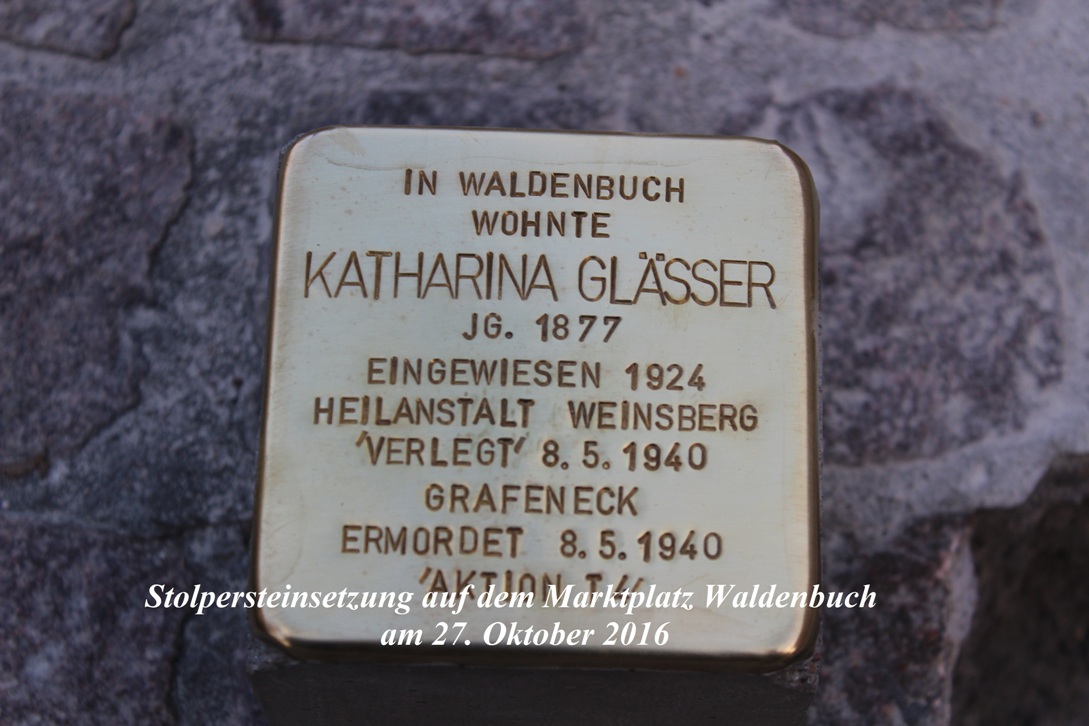 IN WALDENBUCH
WOHNTE
KATHARINA GLÄSSER
JG. 1877
EINGEWIESEN 1924
HEILANSTALT WEINSBERG
'VERLEGT' 8.5.1940
GRAFENECK
ERMORDET 8.5.1940
'AKTION
Stolpersteinsetzung auf dem Marktplatz Waldenbuch
am 27. Oktober 2016